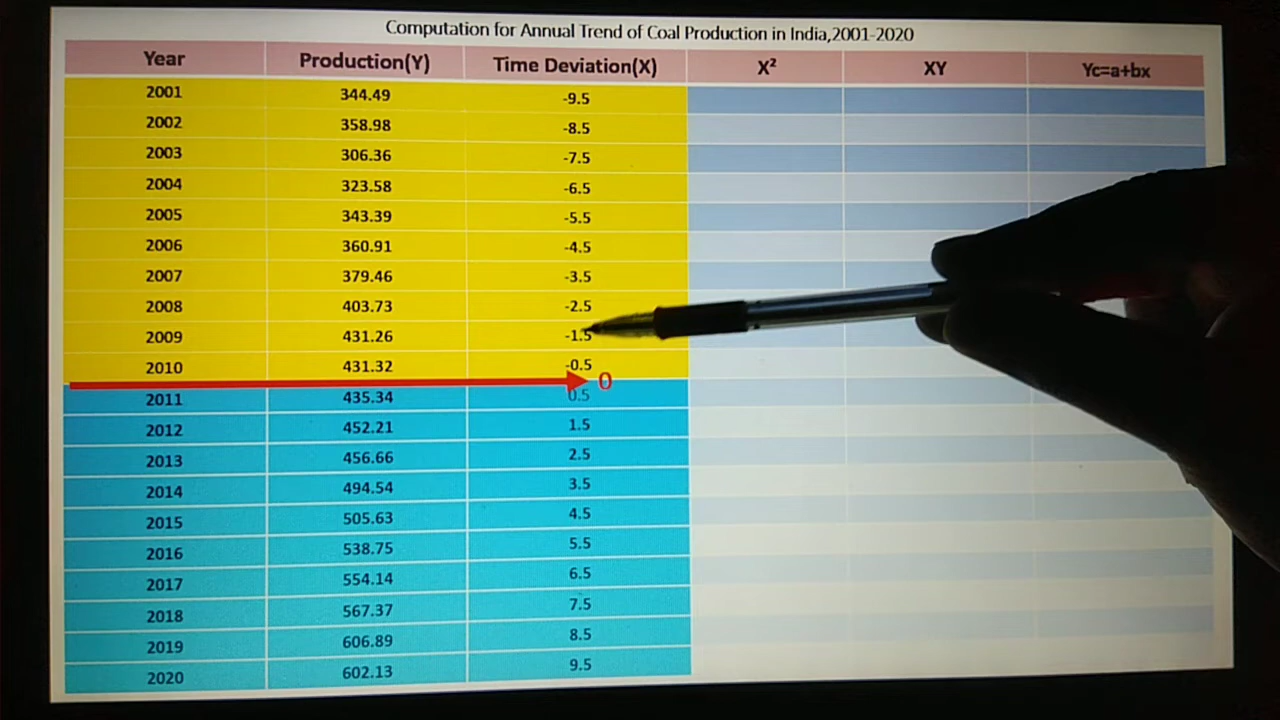 Computation for Annual Trend of Coal Production in India,2001-2020
Year Production(Y) Time Deviation(X) X² XY Yc=a+bx
2001 344.49 -9.5
2002 358.98 -8.5
2003 306.36 -7.5
2004 323.58 -6.5
2005 343.39 -5.5
2006 360.91 -4.5
2007 379.46 -3.5
2008 403.73 -2.5
2009 431.26 -1.5
2010 431.32 -0.5
0
2011 435.34 0.5
2012 452.21 1.5
2013 456.66 2.5
2014 494.54 3.5
2015 505.63 4.5
2016 538.75 5.5
2017 554.14 6.5
2018 567.37 7.5
2019 606.89 8.5
2020 602.13 9.5